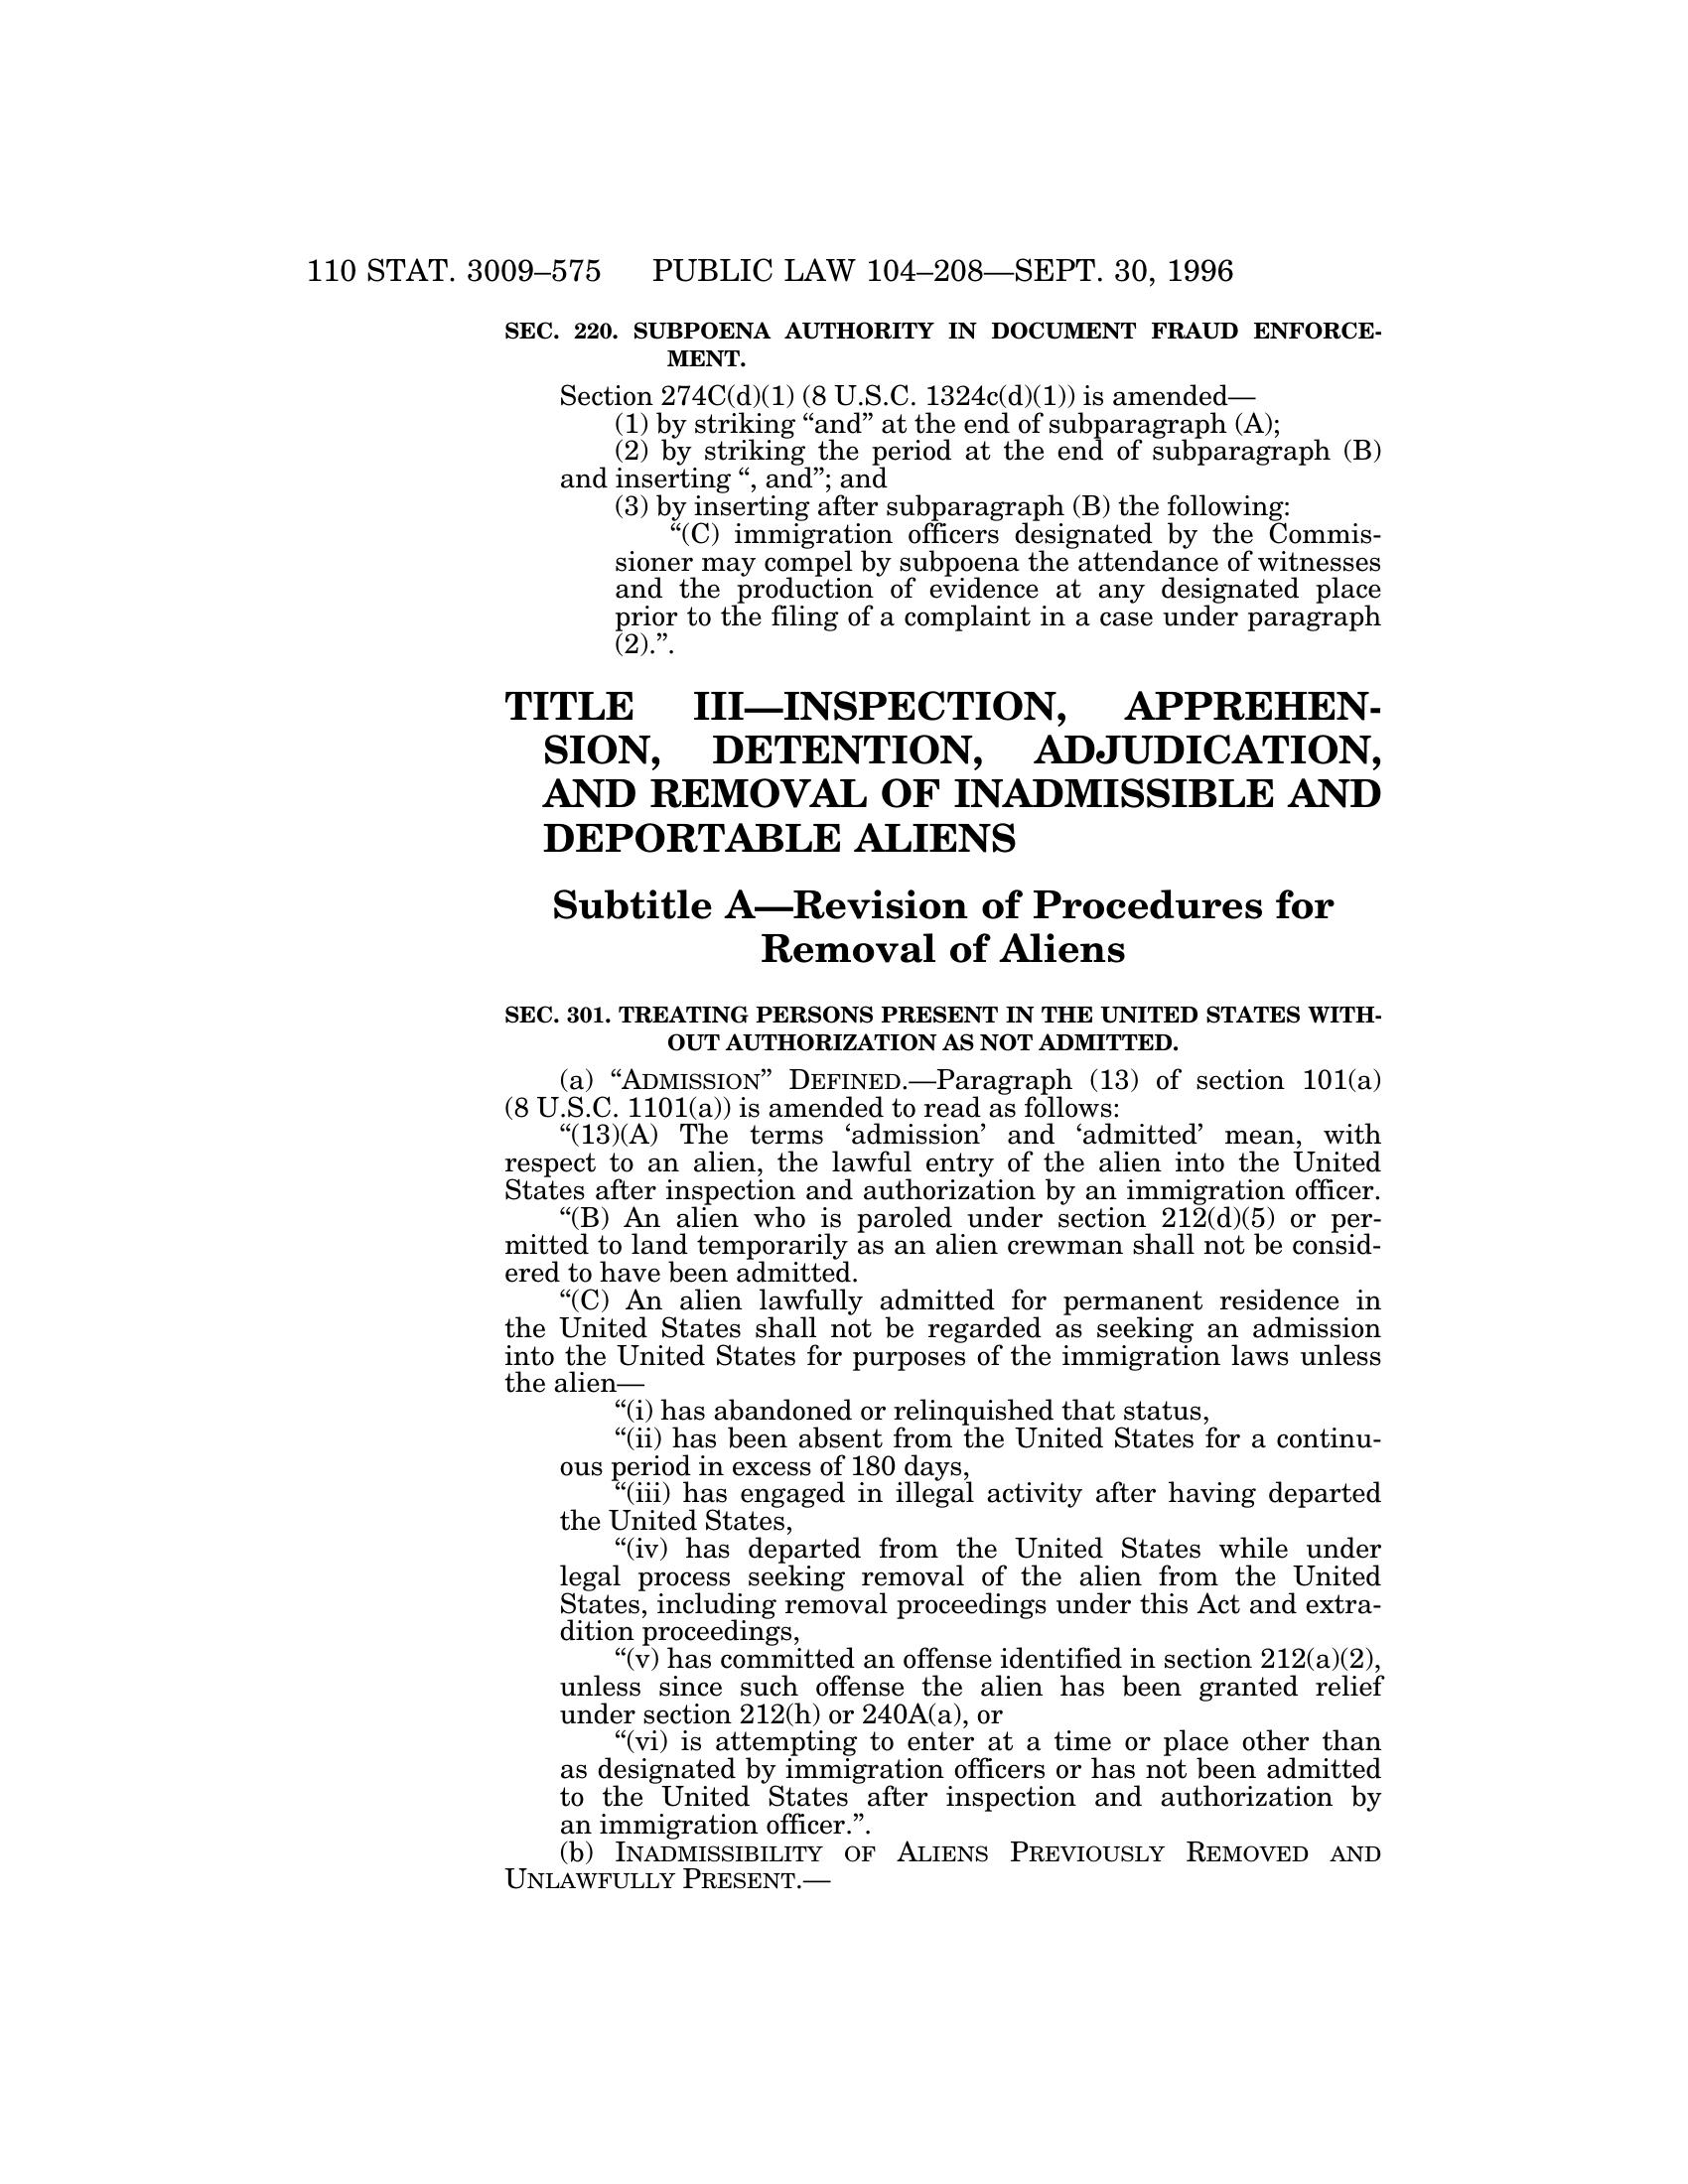 110 STAT. 3009–575 PUBLIC LAW 104–208—SEPT. 30, 1996
SEC. 220. SUBPOENA AUTHORITY IN DOCUMENT FRAUD ENFORCE-
MENT.
Section 274C(d)(1) (8 U.S.C. 1324c(d)(1)) is amended—
(1) by striking “and” at the end of subparagraph (A);
(2) by striking the period at the end of subparagraph (B)
and inserting “, and”; and
(3) by inserting after subparagraph (B) the following:
“(C) immigration officers designated by the Commis-
sioner may compel by subpoena the attendance of witnesses
and the production of evidence at any designated place
prior to the filing of a complaint in a case under paragraph
(2).”.
TITLE III—INSPECTION, APPREHEN-
SION, DETENTION, ADJUDICATION,
AND REMOVAL OF INADMISSIBLE AND
DEPORTABLE ALIENS
Subtitle A—Revision of Procedures for
Removal of Aliens
SEC. 301. TREATING PERSONS PRESENT IN THE UNITED STATES WITH-
OUT AUTHORIZATION AS NOT ADMITTED.
(a) “ADMISSION” DEFINED.—Paragraph (13) of section 101(a)
(8 U.S.C. 1101(a)) is amended to read as follows:
“(13)(A) The terms ‘admission’ and ‘admitted’ mean, with
respect to an alien, the lawful entry of the alien into the United
States after inspection and authorization by an immigration officer.
“(B) An alien who is paroled under section 212(d)(5) or per-
mitted to land temporarily as an alien crewman shall not be consid-
ered to have been admitted.
“(C) An alien lawfully admitted for permanent residence in
the United States shall not be regarded as seeking an admission
into the United States for purposes of the immigration laws unless
the alien—
“(i) has abandoned or relinquished that status,
“(ii) has been absent from the United States for a continu-
ous period in excess of 180 days,
“(iii) has engaged in illegal activity after having departed
the United States,
“(iv) has departed from the United States while under
legal process seeking removal of the alien from the United
States, including removal proceedings under this Act and extra-
dition proceedings,
“(v) has committed an offense identified in section 212(a)(2),
unless since such offense the alien has been granted relief
under section 212(h) or 240A(a), or
“(vi) is attempting to enter at a time or place other than
as designated by immigration officers or has not been admitted
to the United States after inspection and authorization by
an immigration officer.”.
(b) INADMISSIBILITY OF ALIENS PREVIOUSLY REMOVED AND
UNLAWFULLY PRESENT.—